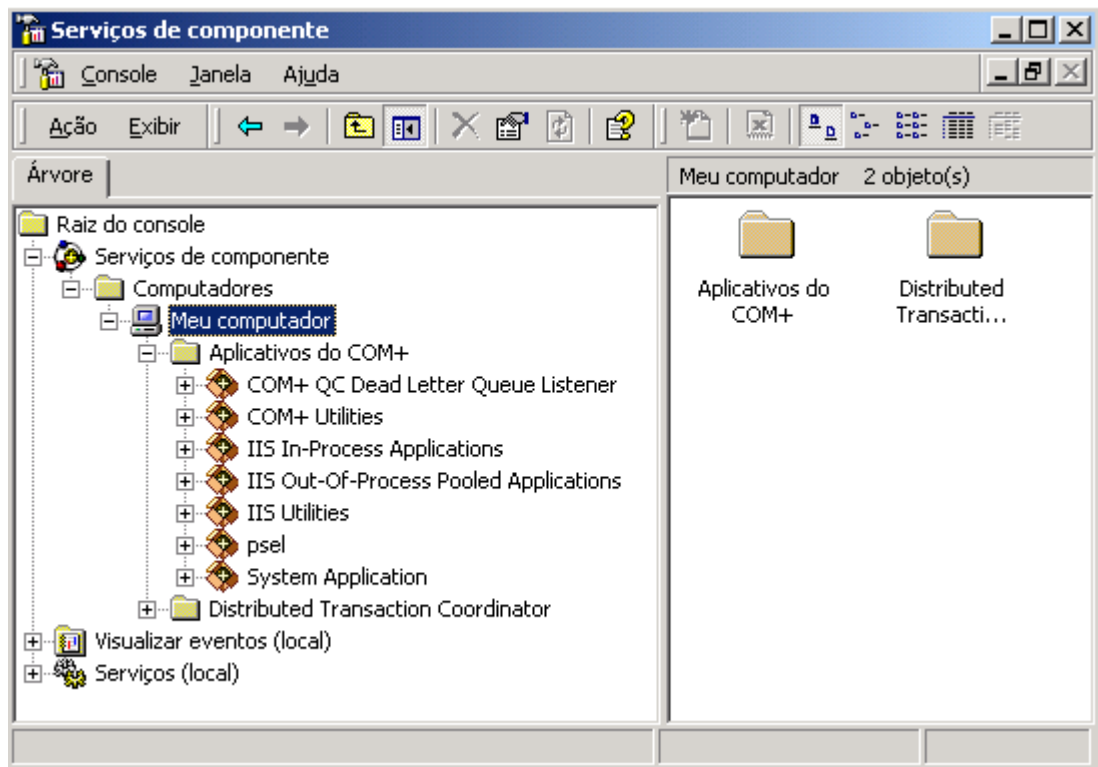 Serviços de componente
Console Janela Ajuda
Ação Exibir
Árvore
Meu computador 2 objeto(s)
Raiz do console
Serviços de componente
Computadores
Meu computador
Aplicativos do COM+
COM+ QC Dead Letter Queue Listener
COM+ Utilities
IIS In-Process Applications
IIS Out-Of-Process Pooled Applications
IIS Utilities
psel
System Application
Distributed Transaction Coordinator
Visualizar eventos (local)
Serviços (local)
Aplicativos do
COM+
Distributed
Transacti...